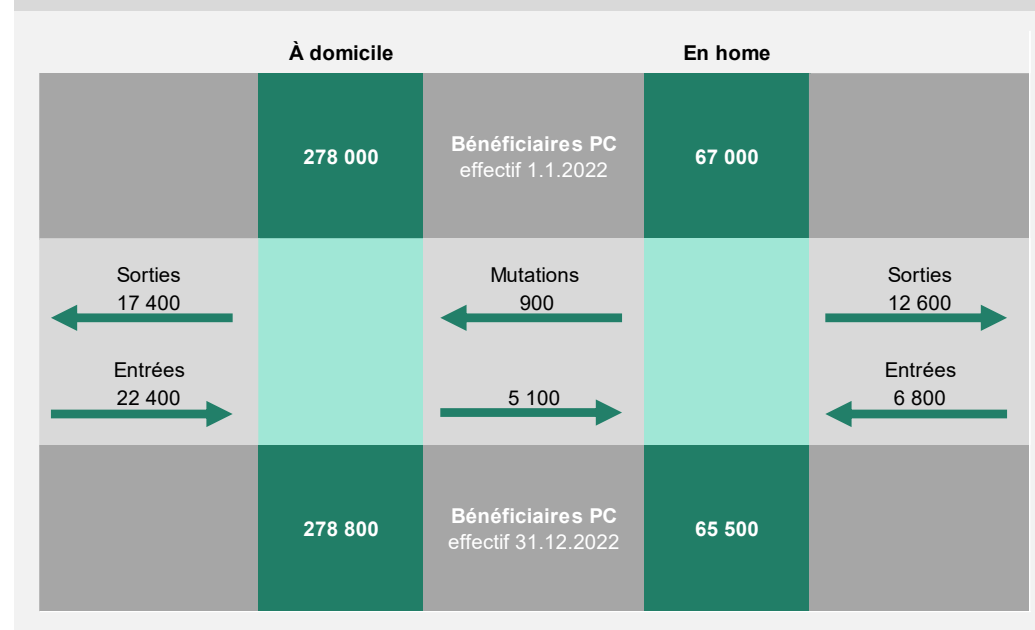 À domicile
En home
278 000
Bénéficiaires PC
effectif 1.1.2022
67 000
Sorties
17 400
Mutations
900
Sorties
12 600
Entrées
22 400
5 100
Entrées
6 800
278 800
Bénéficiaires PC
effectif 31.12.2022
65 500